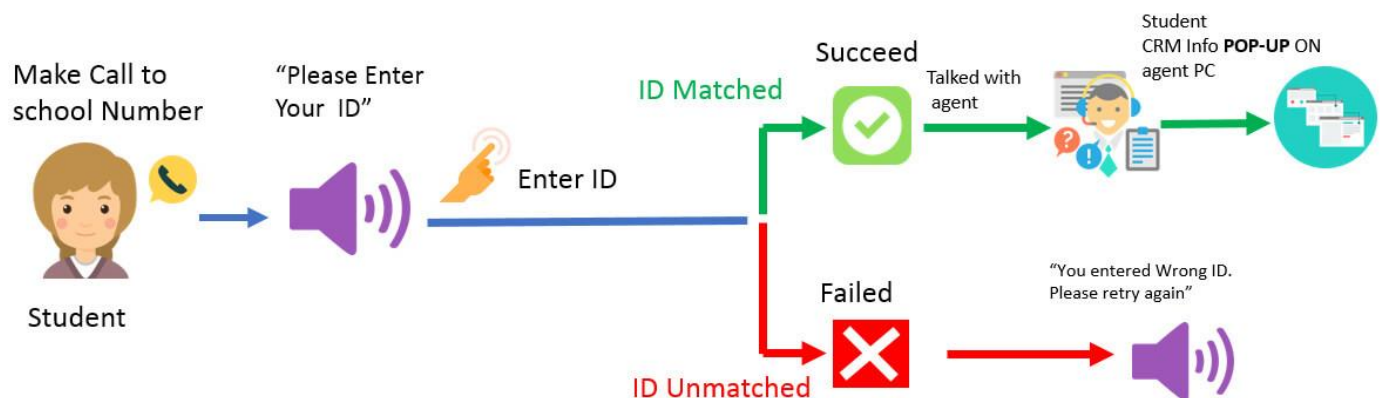 Make Call to
school Number
Student
“Please Enter
Your ID”
Enter ID
ID Matched
Succeed
Talked with
agent
Student
CRM Info POP-UP ON
agent PC
ID Unmatched
Failed
“You entered Wrong ID.
Please retry again”